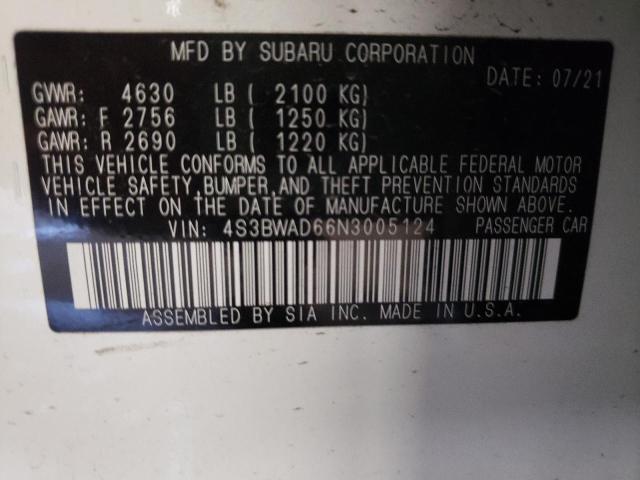 MFD BY SUBARU CORPORATION
DATE: 07/21
GVWR: 4630 LB ( 2100 KG)
GAWR: F 2756 LB ( 1250 KG)
GAWR: R 2690 LB ( 1220 KG)
THIS VEHICLE CONFORMS TO ALL APPLICABLE FEDERAL MOTOR
VEHICLE SAFETY, BUMPER, AND THEFT PREVENTION STANDARDS
IN EFFECT ON THE DATE OF MANUFACTURE SHOWN ABOVE.
VIN: 4S3BWAD66N3005124 PASSENGER CAR
ASSEMBLED BY SIA INC. MADE IN U.S.A.